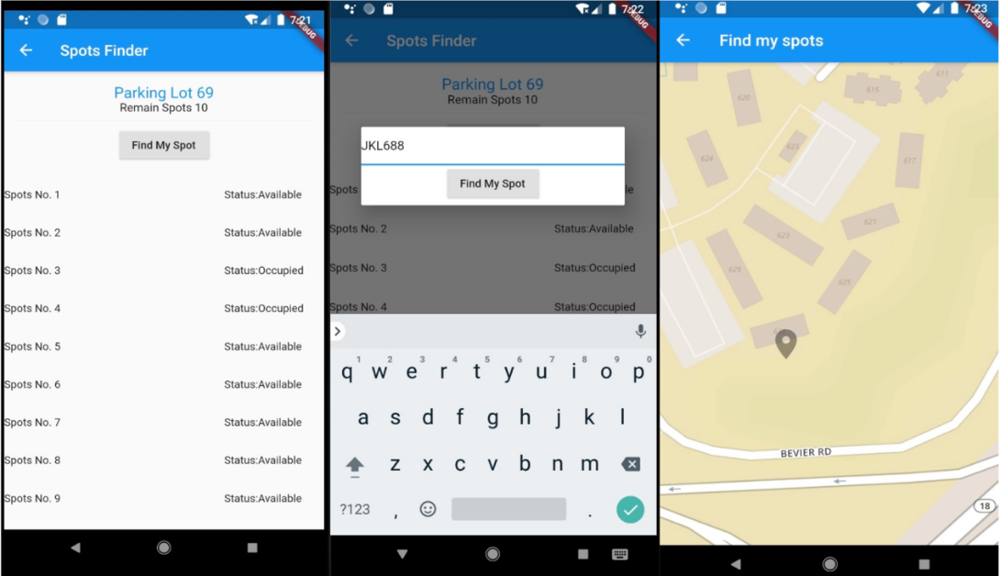 7:21
DEBUG
Spots Finder
Parking Lot 69
Remain Spots 10
Find My Spot
Spots No. 1 Status:Available
Spots No. 2 Status:Available
Spots No. 3 Status:Occupied
Spots No. 4 Status:Occupied
Spots No. 5 Status:Available
Spots No. 6 Status:Available
Spots No. 7 Status:Available
Spots No. 8 Status:Available
Spots No. 9 Status:Available
7:22
DEBUG
Spots Finder
Parking Lot 69
Remain Spots 10
JKL688
Find My Spot
Spots le
Spots No. 2 Status:Available
Spots No. 3 Status:Occupied
Spots No. 4 Status:Occupied
1 2 3 4 5 6 7 8 9 0
q w e r t y u i o p
a s d f g h j k l
z x c v b n m
?123 , .
7:23
DEBUG
Find my spots
611
615
620
623
624
617
621
623
629
625
BEVIER RD
18